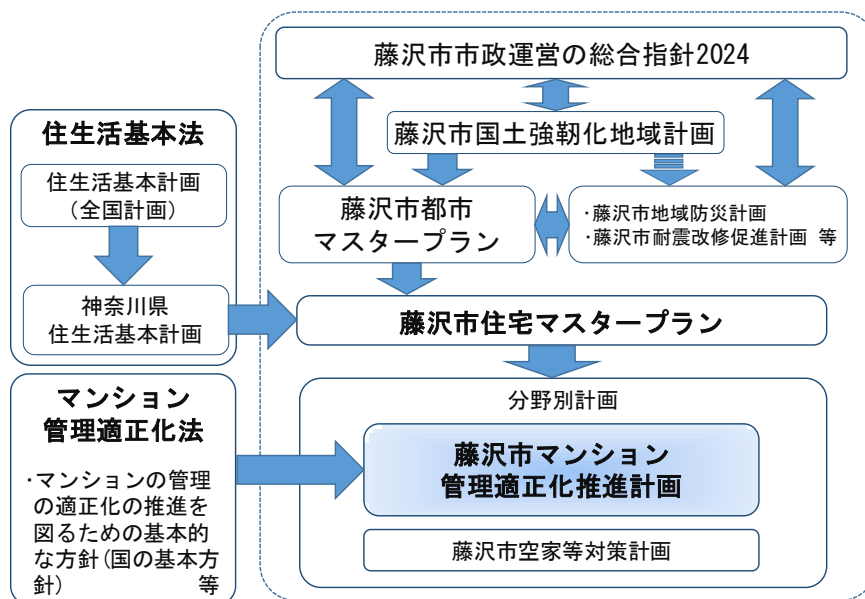 藤沢市市政運営の総合指針2024
藤沢市国土強靭化地域計画
藤沢市都市
マスタープラン
・藤沢市地域防災計画
・藤沢市耐震改修促進計画 等
住生活基本法
住生活基本計画
（全国計画）
神奈川県
住生活基本計画
藤沢市住宅マスタープラン
マンション
管理適正化法
・マンションの管理
の適正化の推進を
図るための基本的
な方針(国の基本方
針) 等
分野別計画
藤沢市マンション
管理適正化推進計画
藤沢市空家等対策計画